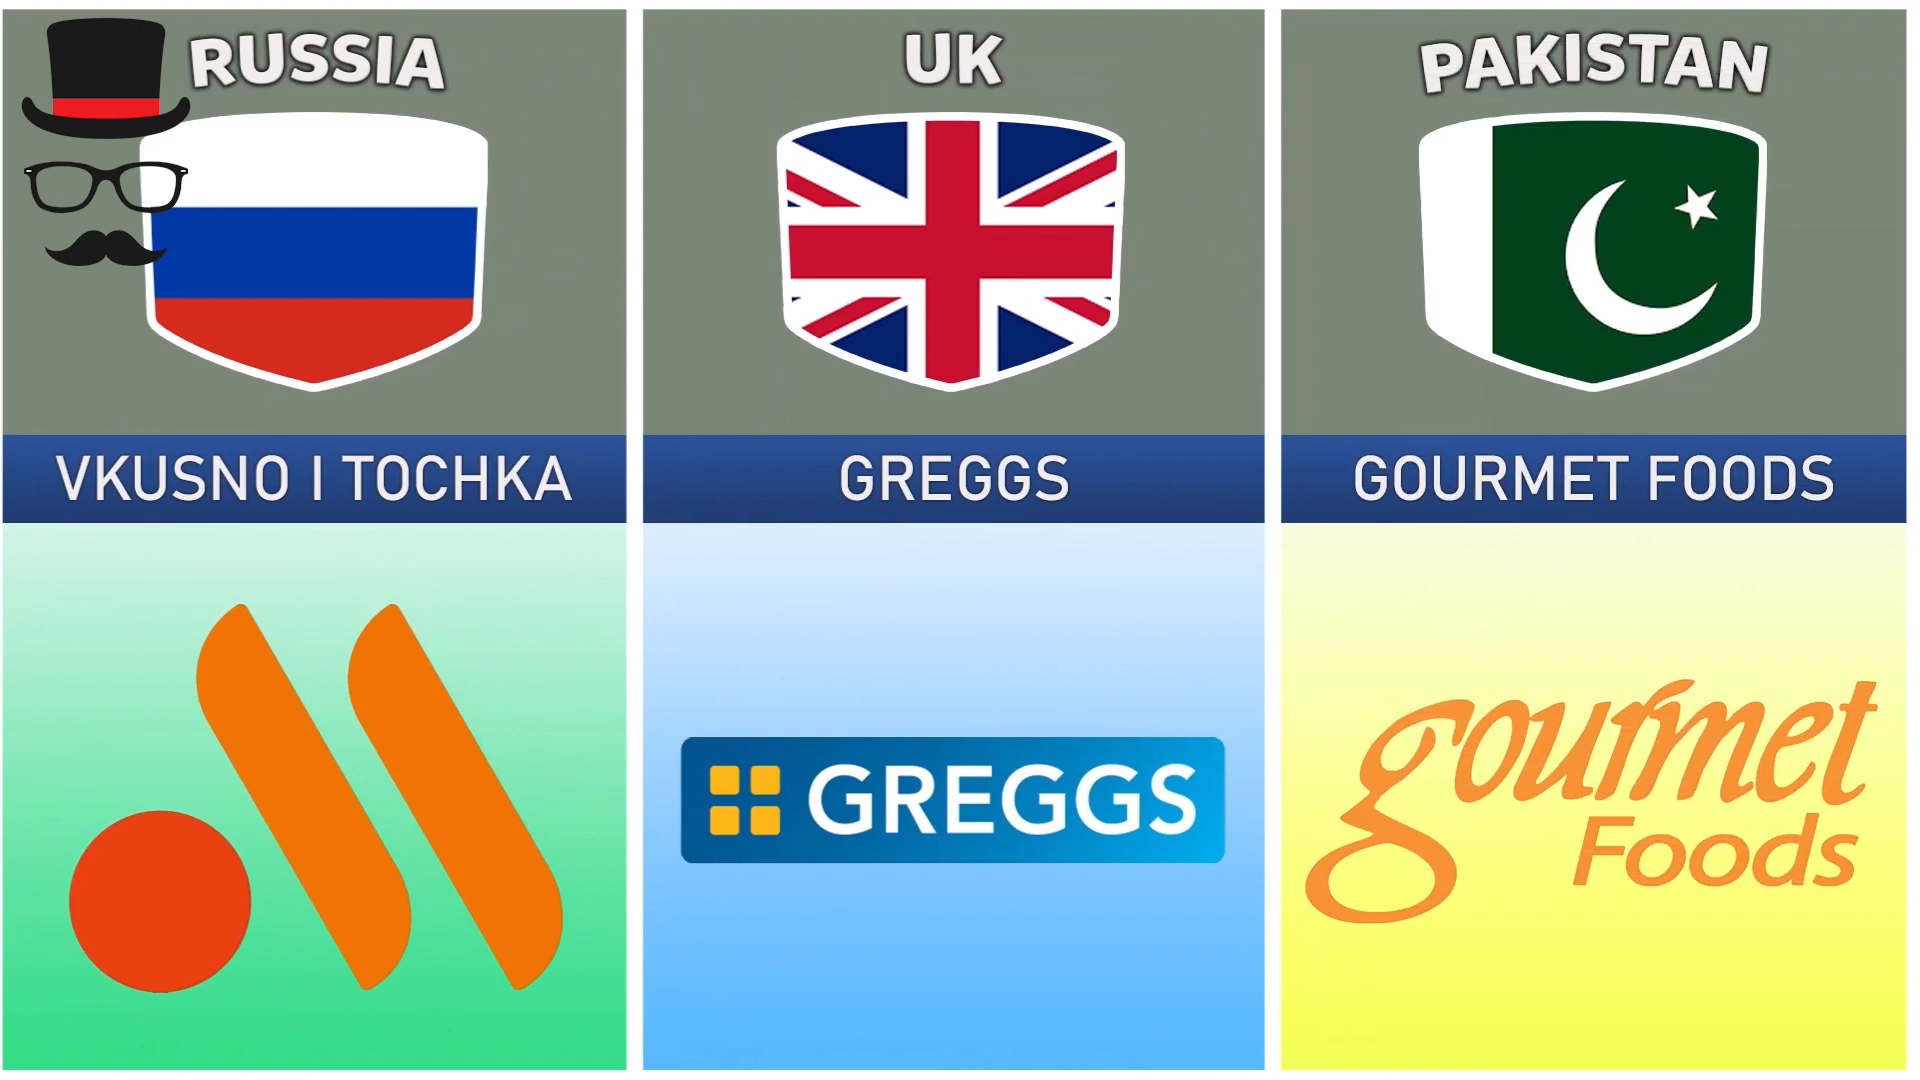 RUSSIA
UK
PAKISTAN
VKUSNO I TOCHKA
GREGGS
GOURMET FOODS
GREGGS
gourmet
Foods